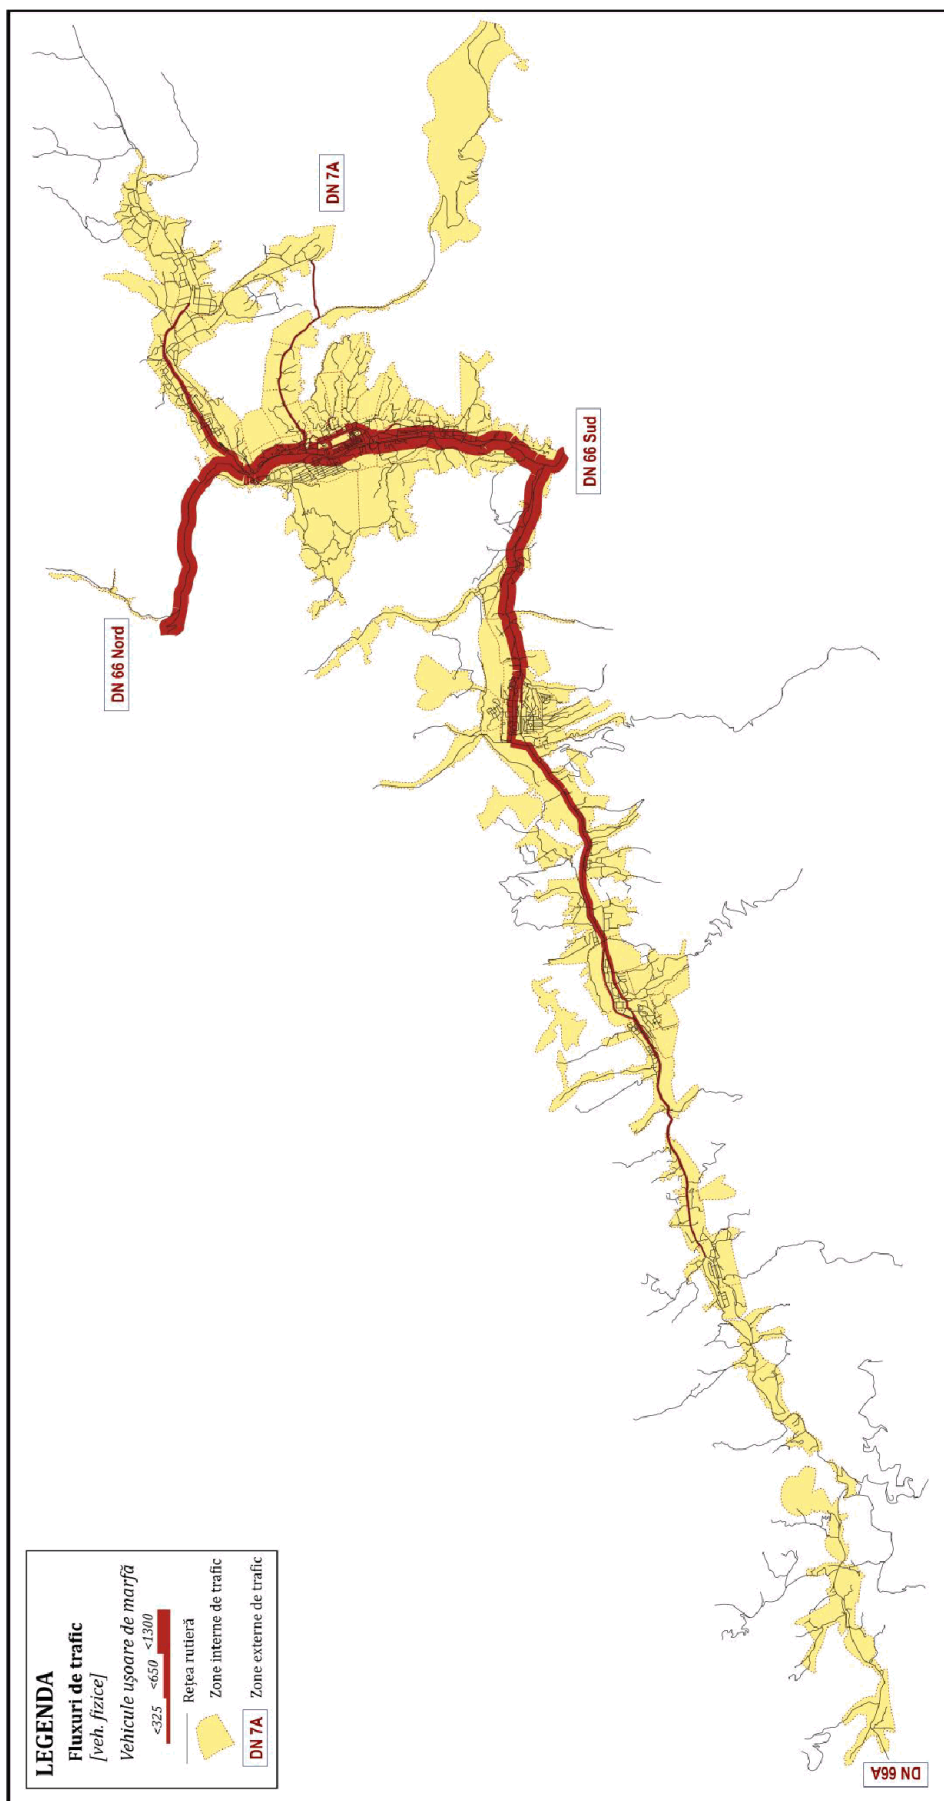 LEGENDA
Fluxuri de trafic
[veh. fizice]
Vehicule ușoare de marfă
<325 <650 <1300
Rețea rutieră
Zone interne de trafic
DN 7A Zone externe de trafic
DN 66 Nord
DN 7A
DN 66 Sud
DN 66A